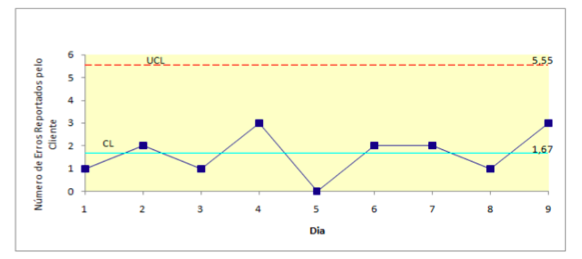 Número de Erros Reportados pelo
Cliente
6
5
4
3
2
1
0
UCL
5,55
CL
1,67
1 2 3 4 5 6 7 8 9
Dia